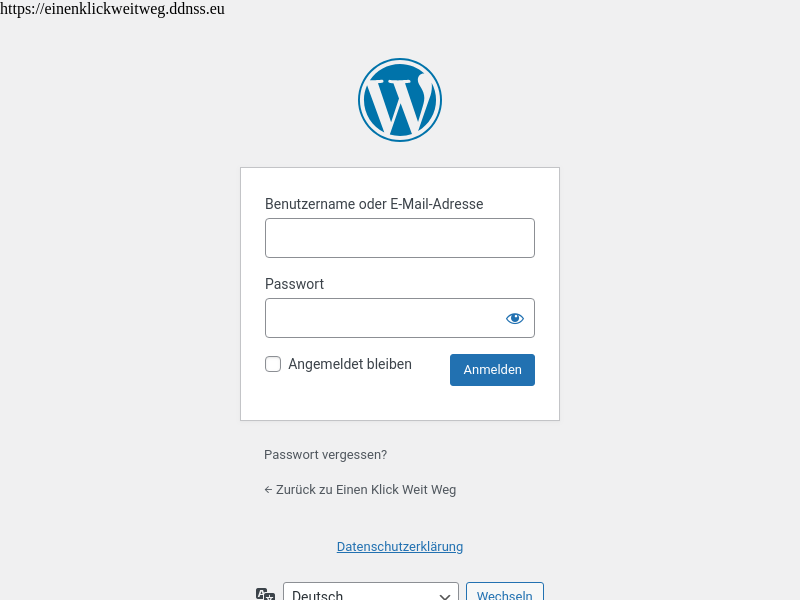 https://einenklickweitweg.ddnss.eu
Benutzername oder E-Mail-Adresse
Passwort
Angemeldet bleiben
Anmelden
Passwort vergessen?
← Zurück zu Einen Klick Weit Weg
Datenschutzerklärung
Deutsch
Wechseln